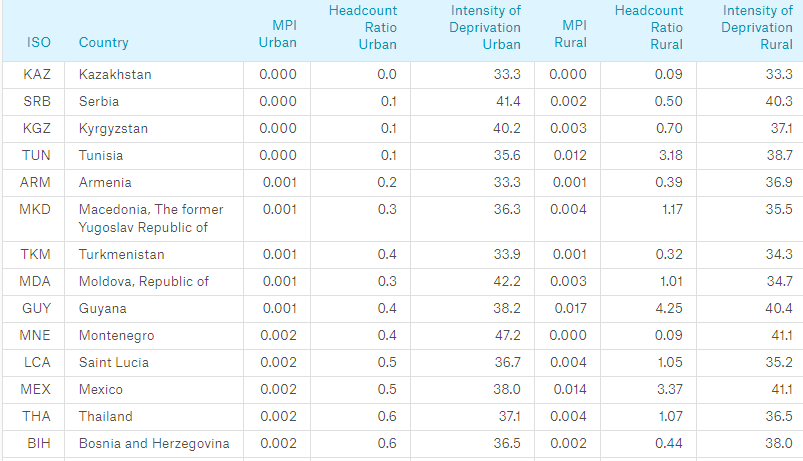 ISO Country MPI Urban Headcount Ratio Urban Intensity of Deprivation Urban MPI Rural Headcount Ratio Rural Intensity of Deprivation Rural
KAZ Kazakhstan 0.000 0.0 33.3 0.000 0.09 33.3
SRB Serbia 0.000 0.1 41.4 0.002 0.50 40.3
KGZ Kyrgyzstan 0.000 0.1 40.2 0.003 0.70 37.1
TUN Tunisia 0.000 0.1 35.6 0.012 3.18 38.7
ARM Armenia 0.001 0.2 33.3 0.001 0.39 36.9
MKD Macedonia, The former 0.001 0.3 36.3 0.004 1.17 35.5
Yugoslav Republic of
TKM Turkmenistan 0.001 0.4 33.9 0.001 0.32 34.3
MDA Moldova, Republic of 0.001 0.3 42.2 0.003 1.01 34.7
GUY Guyana 0.001 0.4 38.2 0.017 4.25 40.4
MNE Montenegro 0.002 0.4 47.2 0.000 0.09 41.1
LCA Saint Lucia 0.002 0.5 36.7 0.004 1.05 35.2
MEX Mexico 0.002 0.5 38.0 0.014 3.37 41.1
THA Thailand 0.002 0.6 37.1 0.004 1.07 36.5
BIH Bosnia and Herzegovina 0.002 0.6 36.5 0.002 0.44 38.0